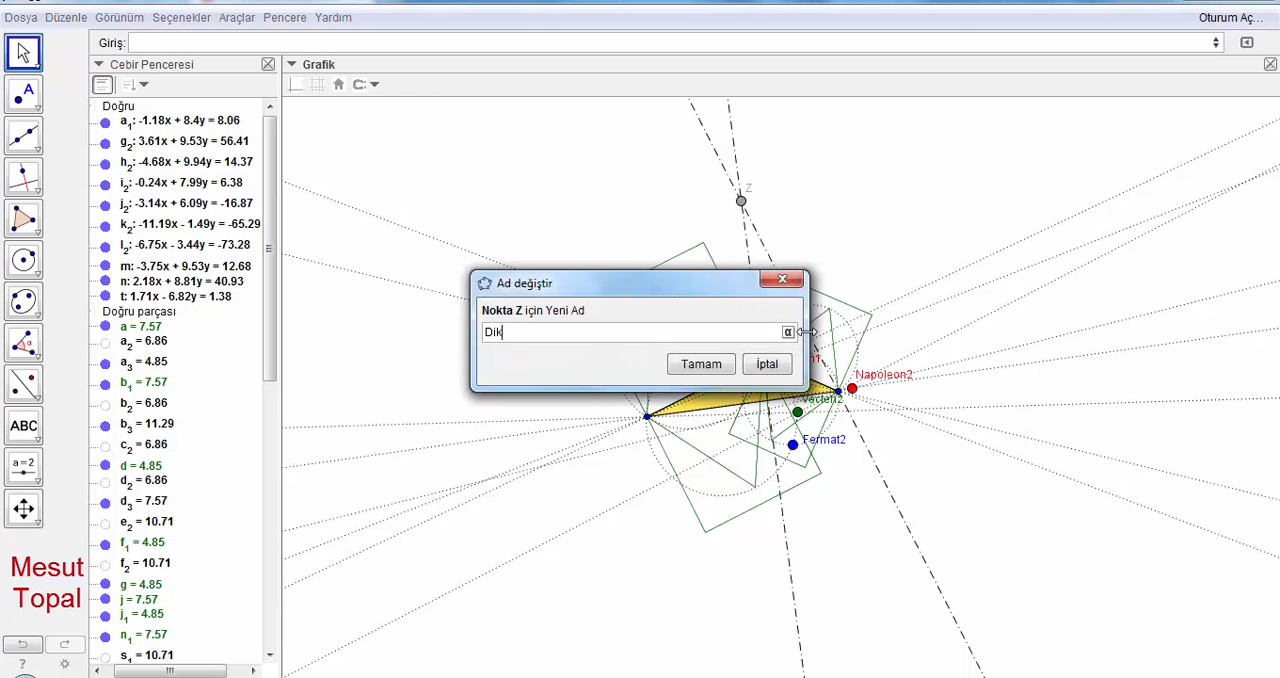 Dosya Düzenle Görünüm Seçenekler Araçlar Pencere Yardım
Oturum Aç...
Giriş:
Cebir Penceresi
Grafik
Doğru
a1: -1.18x + 8.4y = 8.06
g2: 3.61x + 9.53y = 56.41
h2: -4.68x + 9.94y = 14.37
i2: -0.24x + 7.99y = 6.38
j2: -3.14x + 6.09y = -16.87
k2: -11.19x - 1.49y = -65.29
l2: -6.75x - 3.44y = -73.28
m: -3.75x + 9.53y = 12.68
n: 2.18x + 8.81y = 40.93
t: 1.71x - 6.82y = 1.38
Doğru parçası
a = 7.57
a2 = 6.86
a3 = 4.85
b1 = 7.57
b2 = 6.86
b3 = 11.29
c2 = 6.86
d = 4.85
d2 = 6.86
d3 = 7.57
e2 = 10.71
f1 = 4.85
f2 = 10.71
g = 4.85
j = 7.57
j1 = 4.85
n1 = 7.57
s1 = 10.71
A
ABC
a = 2
Mesut
Topal
?
Z
Ad değiştir
Nokta Z için Yeni Ad
Dik
α
Tamam
İptal
Napoleon2
Fermat2